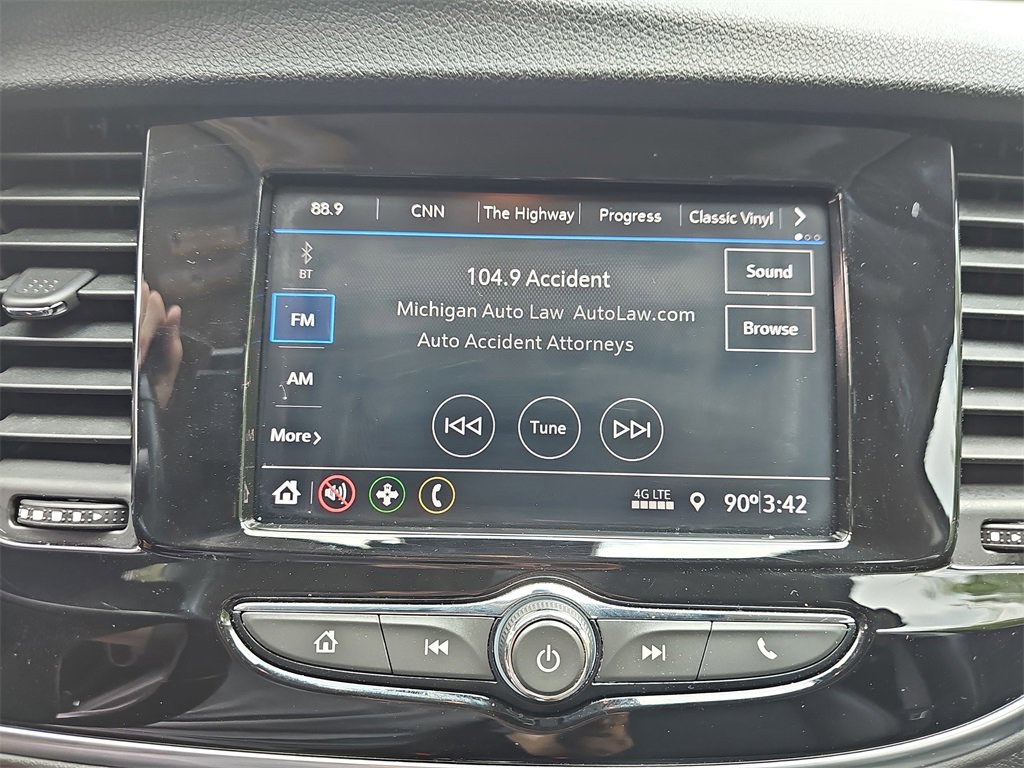 88.9 CNN The Highway Progress Classic Vinyl
BT
FM
AM
More
104.9 Accident
Michigan Auto Law AutoLaw.com
Auto Accident Attorneys
Sound
Browse
Tune
4G LTE
90° 3:42